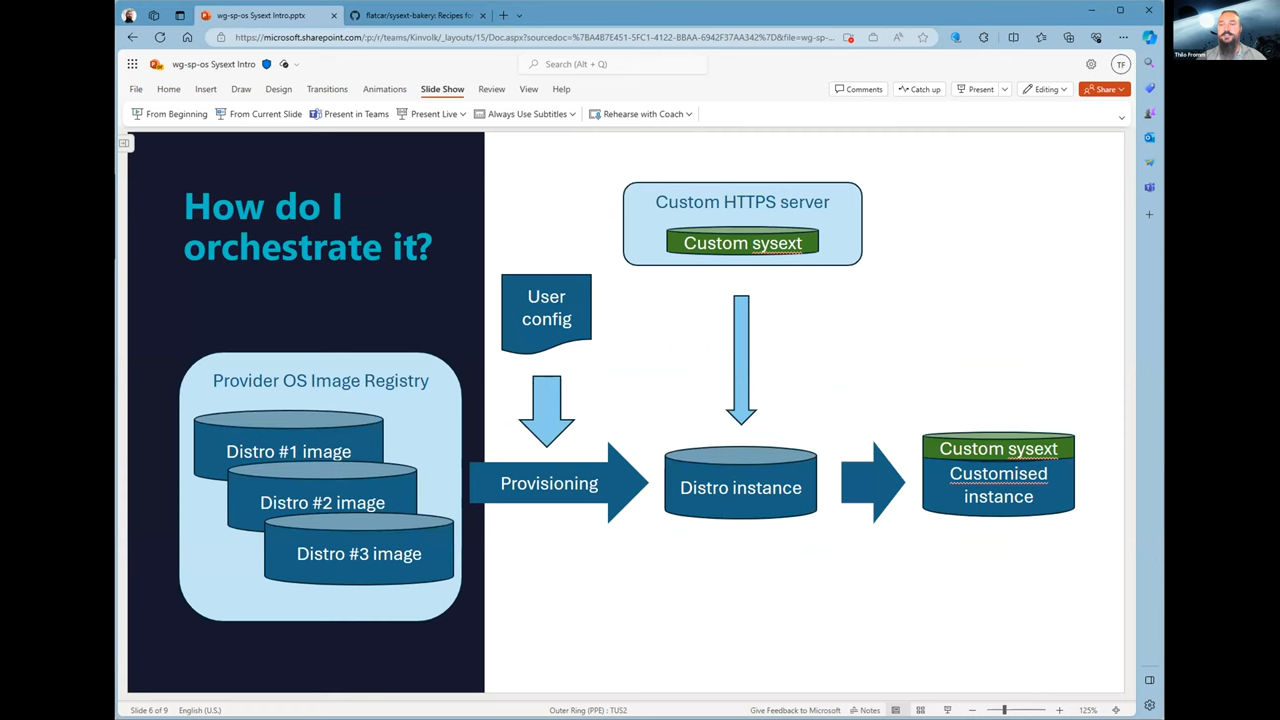 wg-sp-os Sysext Intro.pptx
flatcar/sysext-bakery: Recipes fo
https://microsoft.sharepoint.com/:p:/r/teams/Kinvolk/_layouts/15/Doc.aspx?sourcedoc=%7BA4B7E451-5FC1-4122-BBAA-6942F37AA342%7D&file=wg-sp-...
wg-sp-os Sysext Intro
Search (Alt + Q)
TF
File
Home
Insert
Draw
Design
Transitions
Animations
Slide Show
Review
View
Help
Comments
Catch up
Present
Editing
Share
From Beginning
From Current Slide
Present in Teams
Present Live
Always Use Subtitles
Rehearse with Coach
How do I
orchestrate it?
Custom HTTPS server
Custom sysext
User
config
Provider OS Image Registry
Distro #1 image
Distro #2 image
Distro #3 image
Provisioning
Distro instance
Custom sysext
Customised
instance
Slide 6 of 9
English (U.S.)
Outer Ring (PPE) : TUS2
Give Feedback to Microsoft
Notes
125%
Thilo Fromm